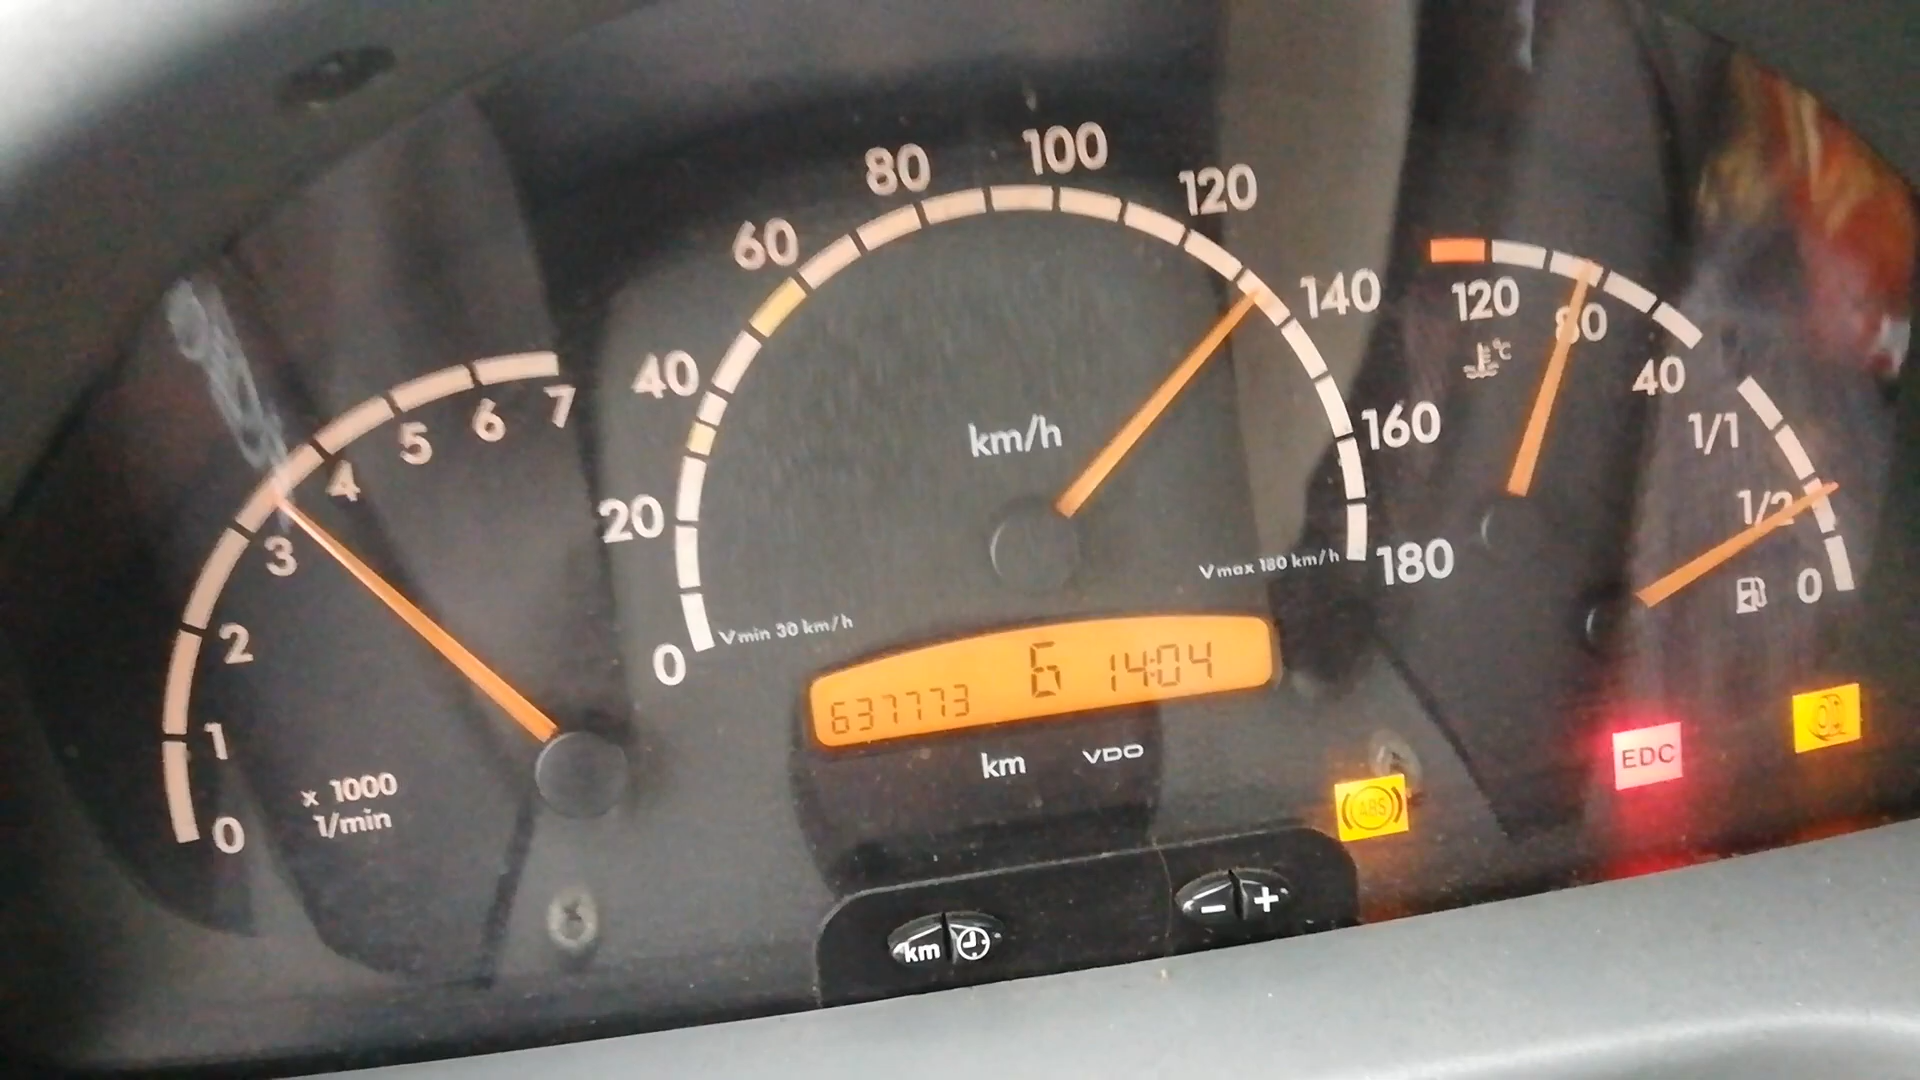 0 1 2 3 4 5 6 7
x 1000
1/min
0 20 40 60 80 100 120 140 160 180
km/h
Vmin 30 km/h
Vmax 180 km/h
637773 6 14:04
km VDO
120 80 40
°C
1/1
1/2
0
ABS
EDC
km
- +